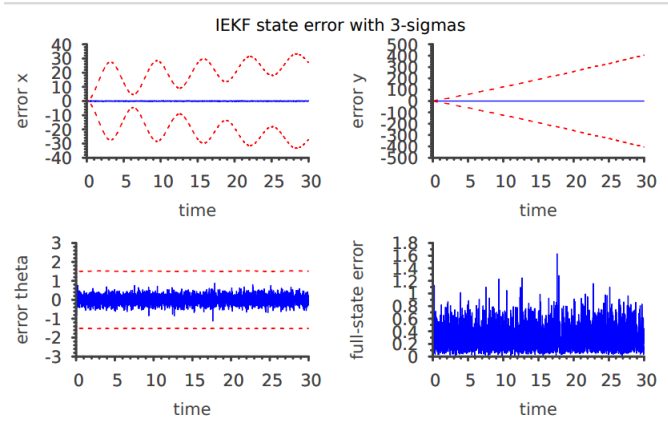 IEKF state error with 3-sigmas
error x
40
30
20
10
0
-10
-20
-30
-40
0 5 10 15 20 25 30
time
error y
500
400
300
200
100
0
-100
-200
-300
-400
-500
0 5 10 15 20 25 30
time
error theta
3
2
1
0
-1
-2
-3
0 5 10 15 20 25 30
time
full-state error
1.8
1.6
1.4
1.2
1
0.8
0.6
0.4
0.2
0
0 5 10 15 20 25 30
time